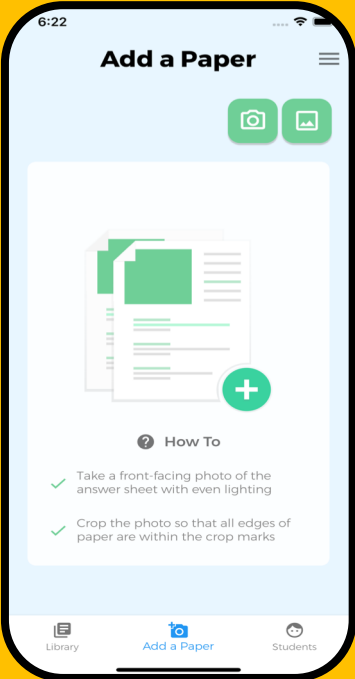 6:22
Add a Paper
How To
Take a front-facing photo of the
answer sheet with even lighting
Crop the photo so that all edges of
paper are within the crop marks
Library
Add a Paper
Students